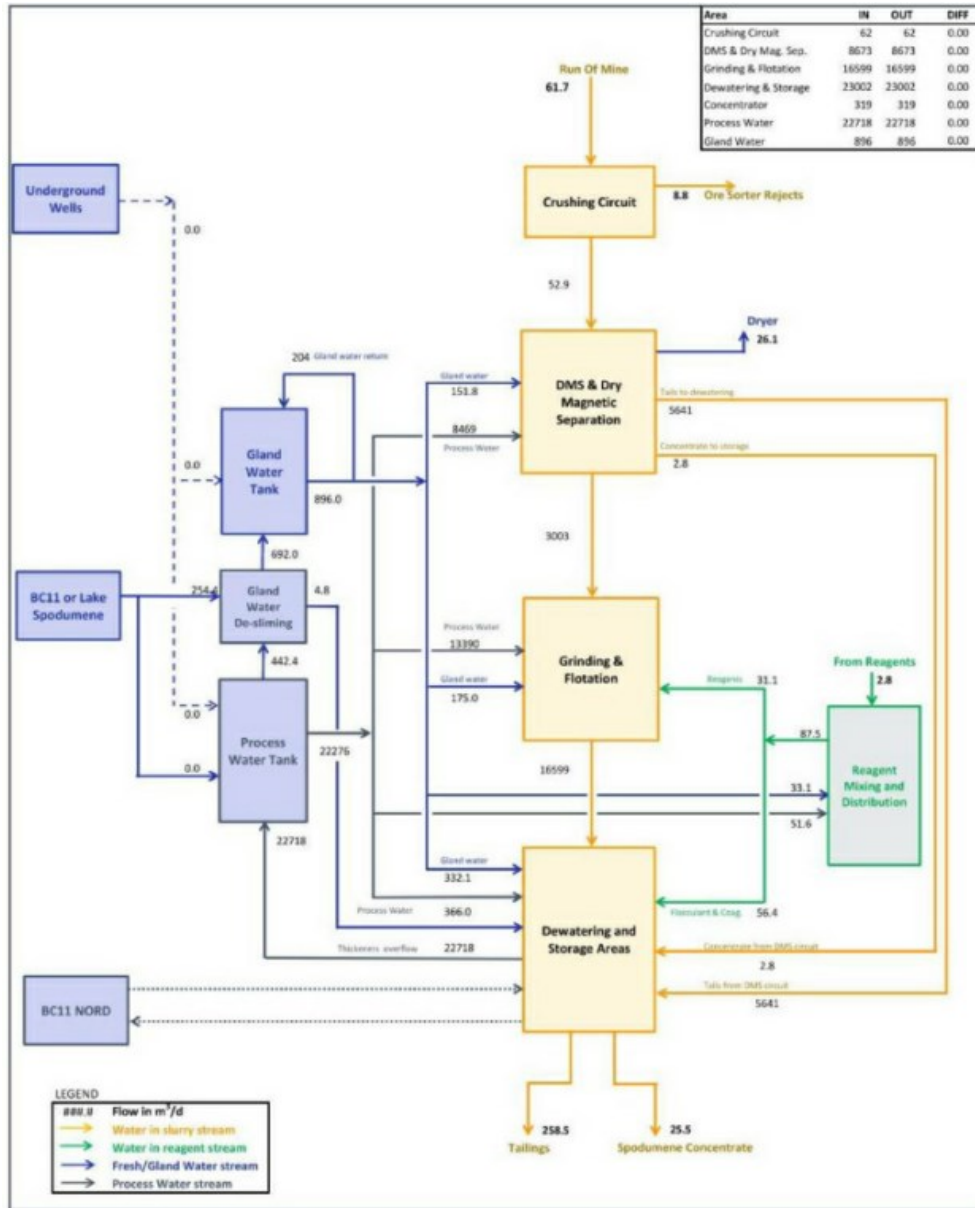 Area IN OUT DIFF
Crushing Circuit 62 62 0.00
DMS & Dry Mag. Sep. 8673 8673 0.00
Grinding & Flotation 16599 16599 0.00
Dewatering & Storage 23002 23002 0.00
Concentrator 319 319 0.00
Process Water 22718 22718 0.00
Gland Water 896 896 0.00
Run Of Mine
61.7
Crushing Circuit
8.8 Ore Sorter Rejects
52.9
Underground
Wells
0.0
Dryer
26.1
204 Gland water return
Gland water
151.8
DMS & Dry
Magnetic
Separation
Tails to dewatering
5641
8469
Process Water
Concentrate to storage
2.8
Gland
Water
Tank
0.0
896.0
3003
692.0
BC11 or Lake
Spodumene
254.4
Gland
Water
De-sliming
4.8
442.4
Process Water
13390
Grinding &
Flotation
Gland water
175.0
Reagents
31.1
From Reagents
2.8
87.5
Reagent
Mixing and
Distribution
0.0
Process
Water Tank
22276
0.0
16599
33.1
51.6
22718
Gland water
332.1
Process Water
366.0
Dewatering and
Storage Areas
Flocculant & Coag.
56.4
Thickeners overflow
22718
Concentrate from DMS circuit
2.8
Tails from DMS circuit
5641
BC11 NORD
258.5
Tailings
25.5
Spodumene Concentrate
LEGEND
###.# Flow in m³/d
Water in slurry stream
Water in reagent stream
Fresh/Gland Water stream
Process Water stream